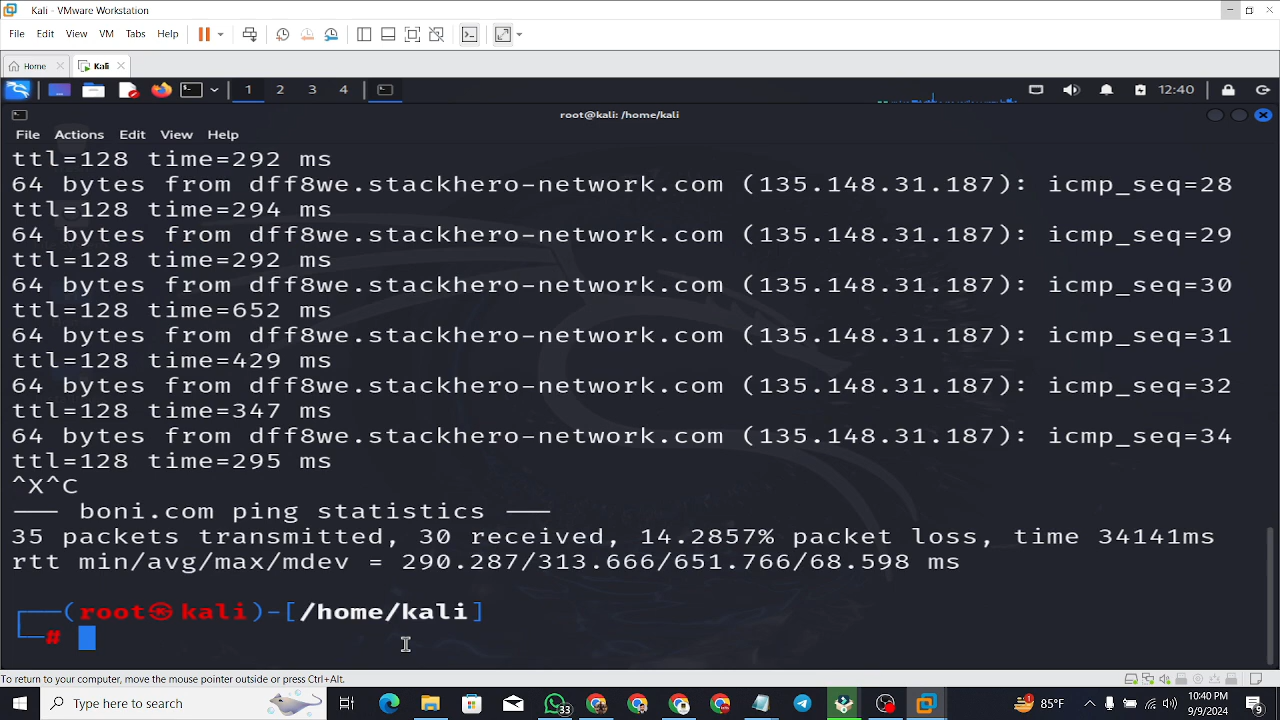 Kali - VMware Workstation
File Edit View VM Tabs Help
Home Kali
1 2 3 4 12:40
root@kali: /home/kali
File Actions Edit View Help
ttl=128 time=292 ms
64 bytes from dff8we.stackhero-network.com (135.148.31.187): icmp_seq=28
ttl=128 time=294 ms
64 bytes from dff8we.stackhero-network.com (135.148.31.187): icmp_seq=29
ttl=128 time=292 ms
64 bytes from dff8we.stackhero-network.com (135.148.31.187): icmp_seq=30
ttl=128 time=652 ms
64 bytes from dff8we.stackhero-network.com (135.148.31.187): icmp_seq=31
ttl=128 time=429 ms
64 bytes from dff8we.stackhero-network.com (135.148.31.187): icmp_seq=32
ttl=128 time=347 ms
64 bytes from dff8we.stackhero-network.com (135.148.31.187): icmp_seq=34
ttl=128 time=295 ms
^X^C
--- boni.com ping statistics ---
35 packets transmitted, 30 received, 14.2857% packet loss, time 34141ms
rtt min/avg/max/mdev = 290.287/313.666/651.766/68.598 ms
┌──(root㉿kali)-[/home/kali]
└─#
To return to your computer, move the mouse pointer outside or press Ctrl+Alt.
Type here to search 33 1 85°F 10:40 PM
9/9/2024